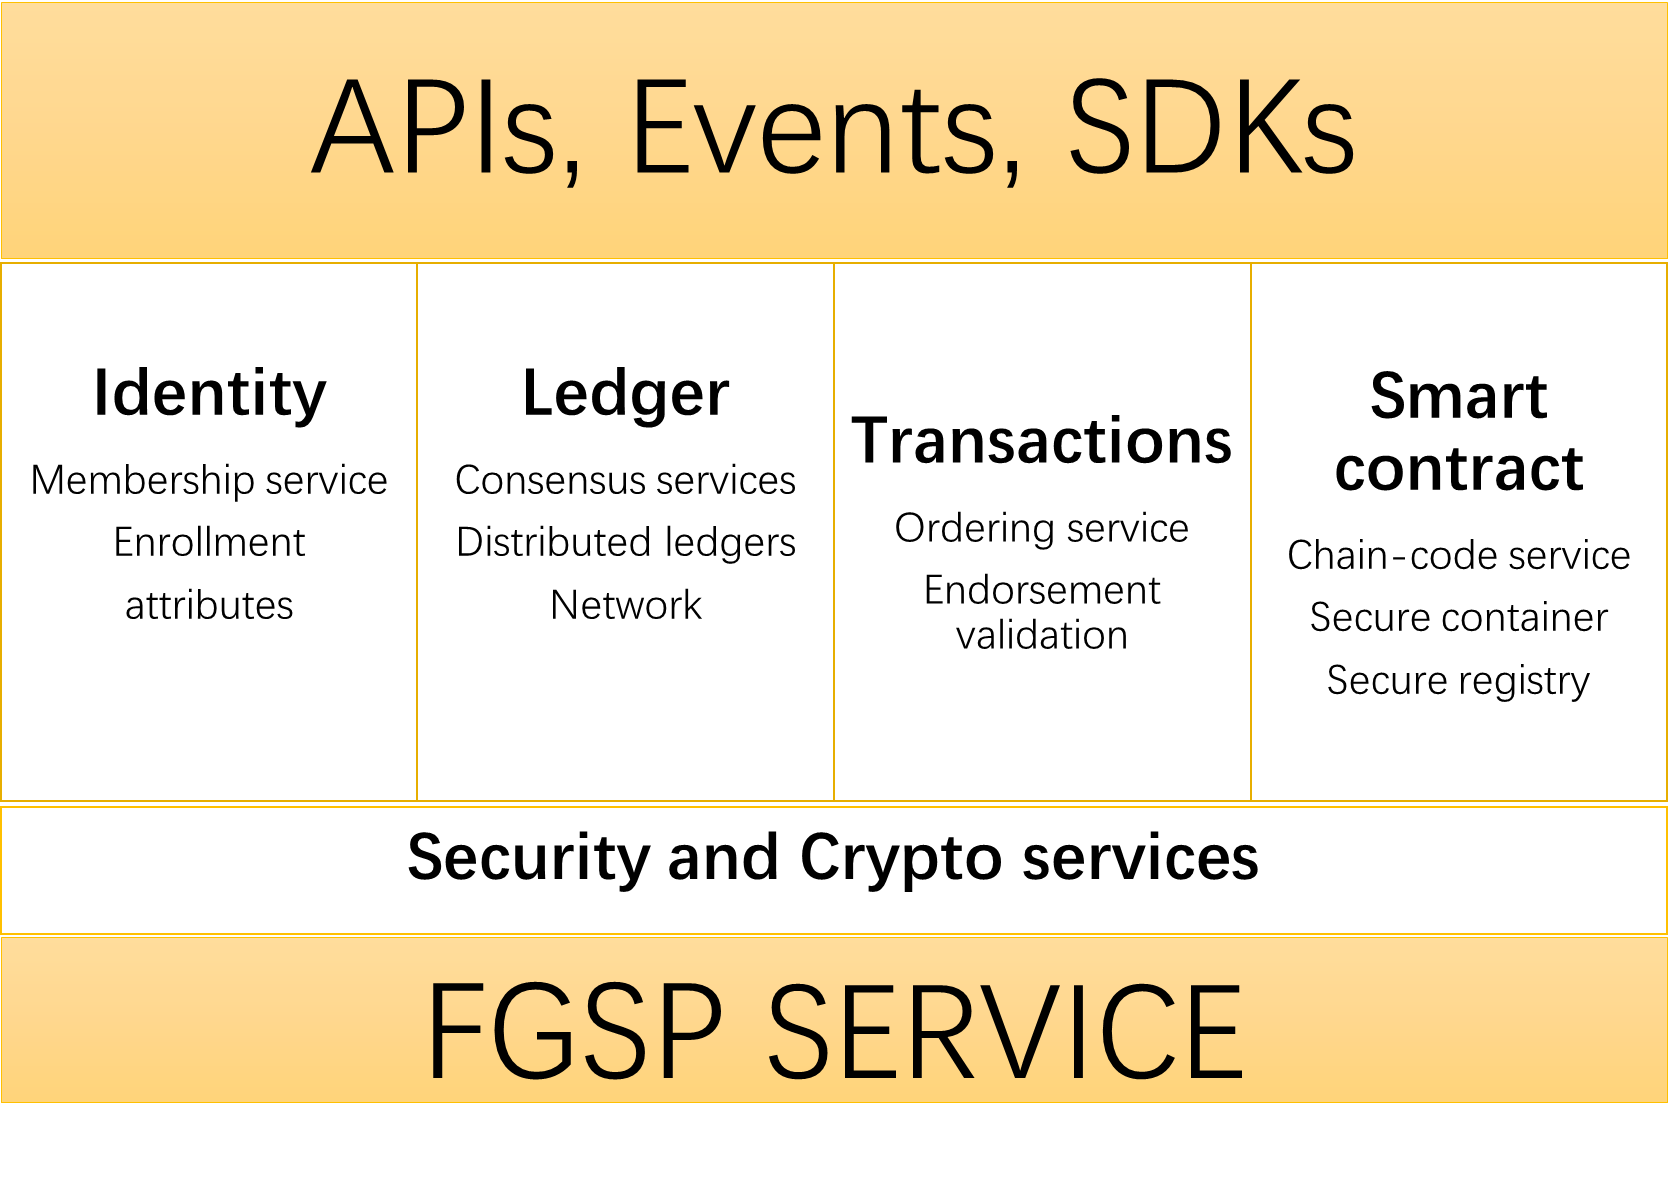 APIs, Events, SDKs
Identity
Membership service
Enrollment
attributes
Ledger
Consensus services
Distributed ledgers
Network
Transactions
Ordering service
Endorsement
validation
Smart
contract
Chain-code service
Secure container
Secure registry
Security and Crypto services
FGSP SERVICE